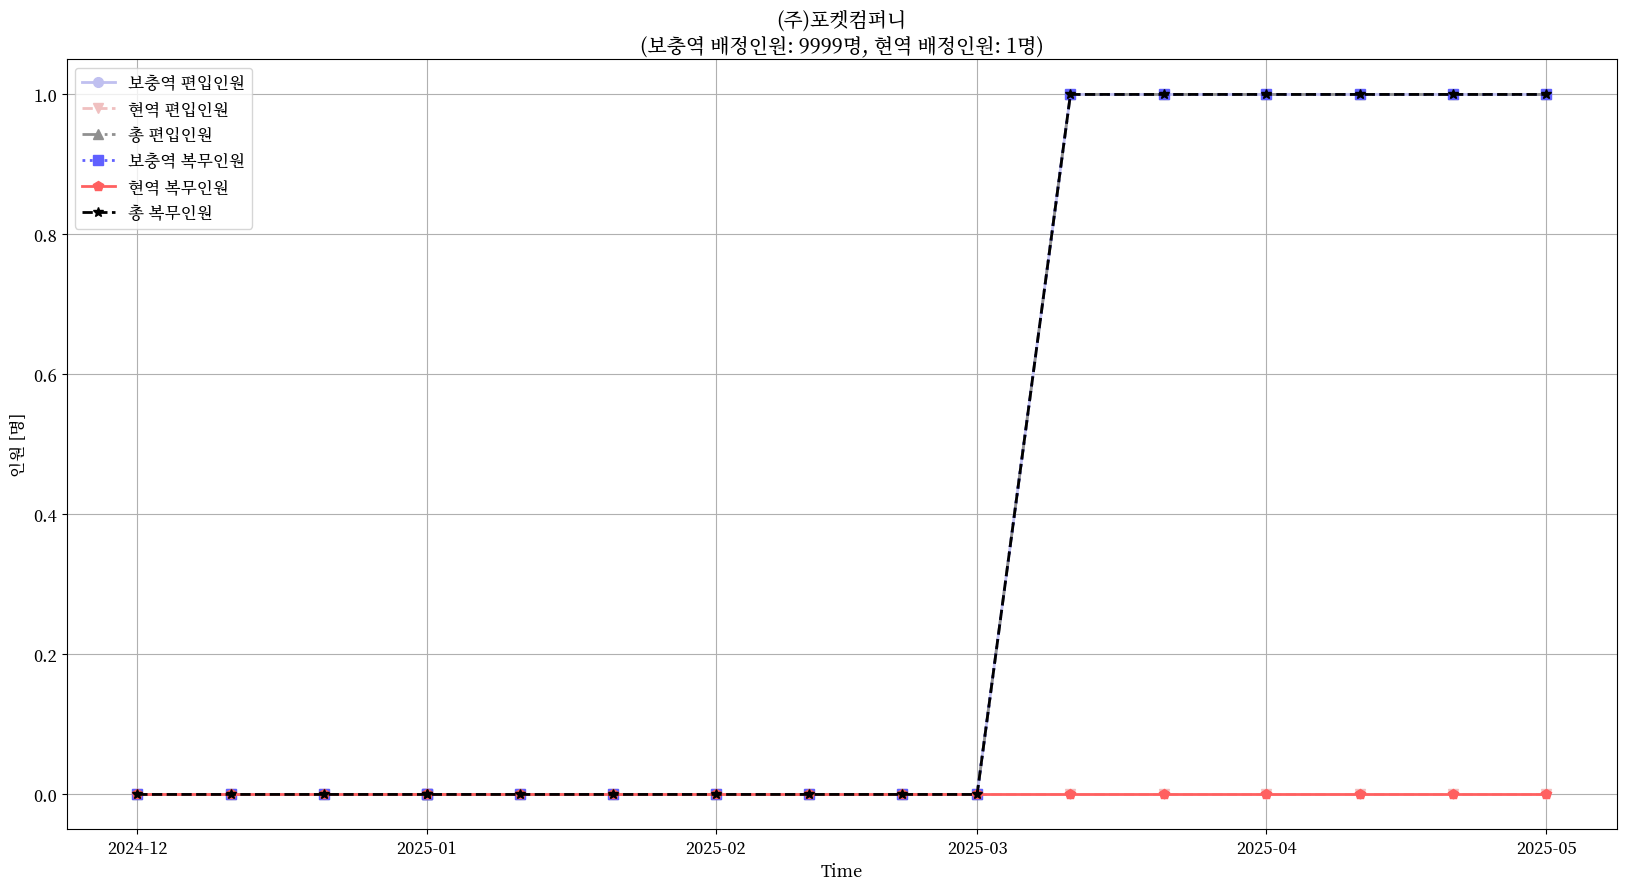 (주)포켓컴퍼니
(보충역 배정인원: 9999명, 현역 배정인원: 1명)
보충역 편입인원
현역 편입인원
총 편입인원
보충역 복무인원
현역 복무인원
총 복무인원
1.0
0.8
0.6
0.4
0.2
0.0
인원 [명]
2024-12 2025-01 2025-02 2025-03 2025-04 2025-05
Time